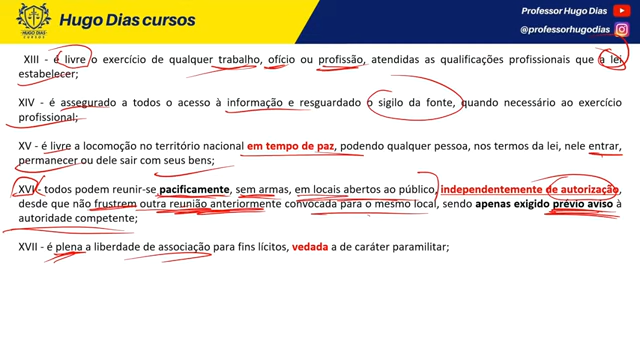 Hugo Dias cursos
Professor Hugo Dias
@professorhugodias
HUGO DIAS
CURSOS
XIII - é livre o exercício de qualquer trabalho, ofício ou profissão, atendidas as qualificações profissionais que a lei
estabelecer;
XIV - é assegurado a todos o acesso à informação e resguardado o sigilo da fonte, quando necessário ao exercício
profissional;
XV - é livre a locomoção no território nacional em tempo de paz, podendo qualquer pessoa, nos termos da lei, nele entrar,
permanecer ou dele sair com seus bens;
XVI - todos podem reunir-se pacificamente, sem armas, em locais abertos ao público, independentemente de autorização,
desde que não frustrem outra reunião anteriormente convocada para o mesmo local, sendo apenas exigido prévio aviso à
autoridade competente;
XVII - é plena a liberdade de associação para fins lícitos, vedada a de caráter paramilitar;